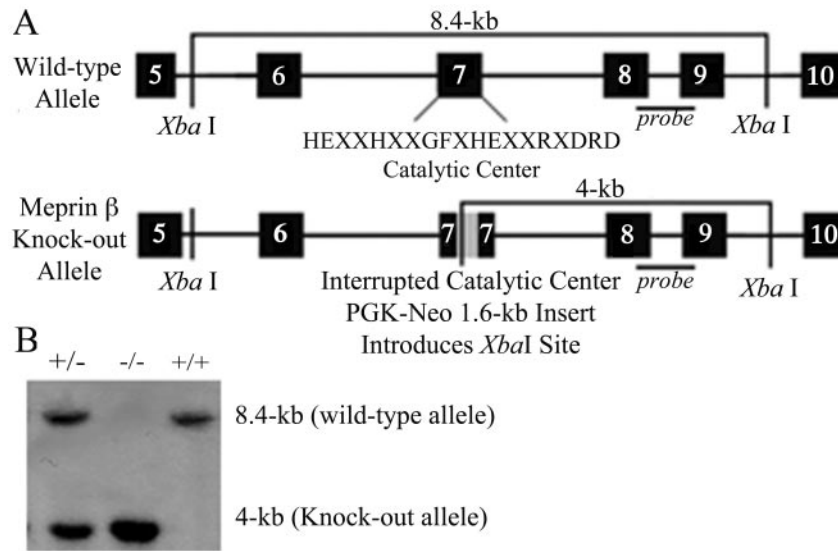 A
8.4-kb
Wild-type
Allele
5 6 7 8 9 10
Xba I
probe
Xba I
HEXXHXXGFXHEXXRXDRD
Catalytic Center
4-kb
Meprin β
Knock-out
Allele
5 6 7 7 8 9 10
Xba I
probe
Xba I
Interrupted Catalytic Center
PGK-Neo 1.6-kb Insert
Introduces XbaI Site
B
+/- -/- +/+
8.4-kb (wild-type allele)
4-kb (Knock-out allele)